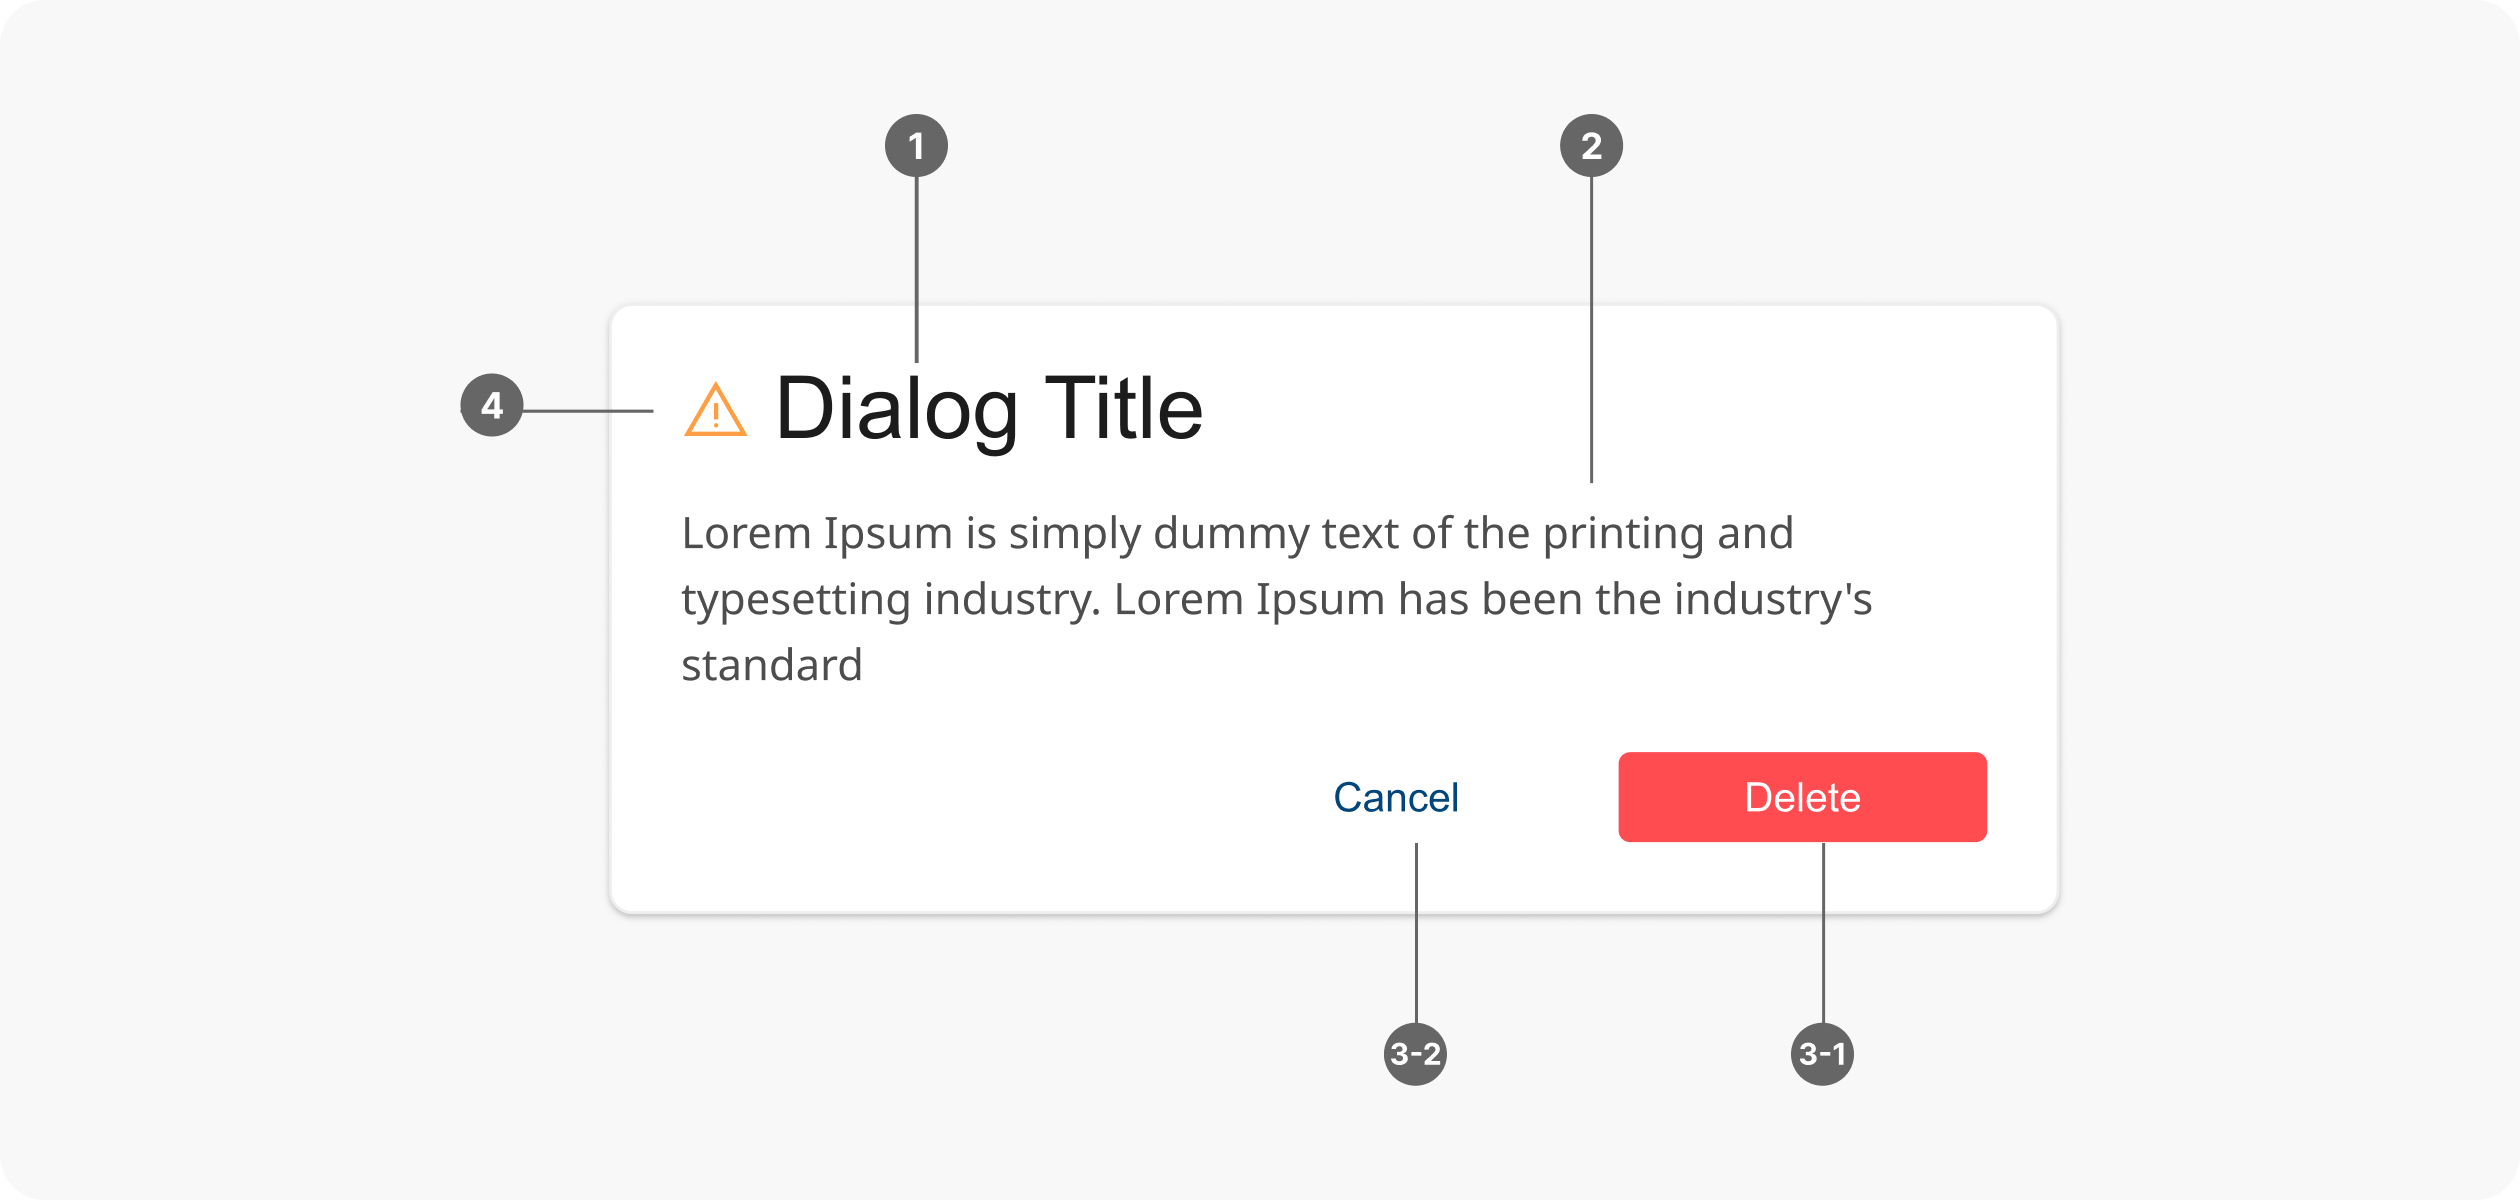 1
2
4
Dialog Title
Lorem Ipsum is simply dummy text of the printing and
typesetting industry. Lorem Ipsum has been the industry's
standard
Cancel
Delete
3-2
3-1